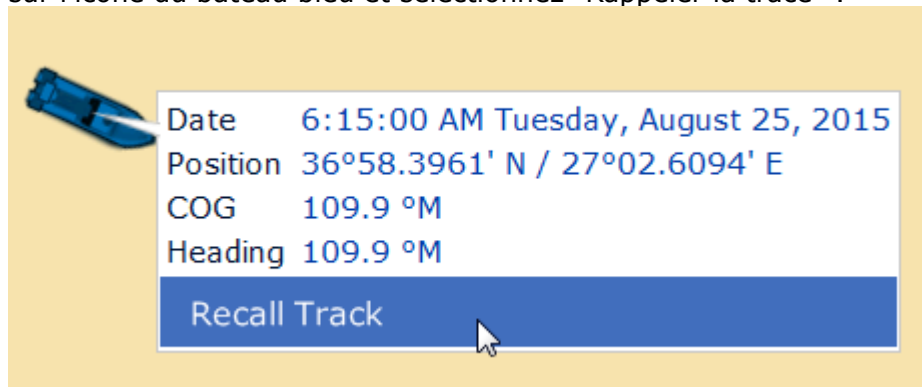 sur l'icône du bateau bleu et sélectionnez "Rappeler la trace" :
Date 6:15:00 AM Tuesday, August 25, 2015
Position 36°58.3961' N / 27°02.6094' E
COG 109.9 °M
Heading 109.9 °M
Recall Track